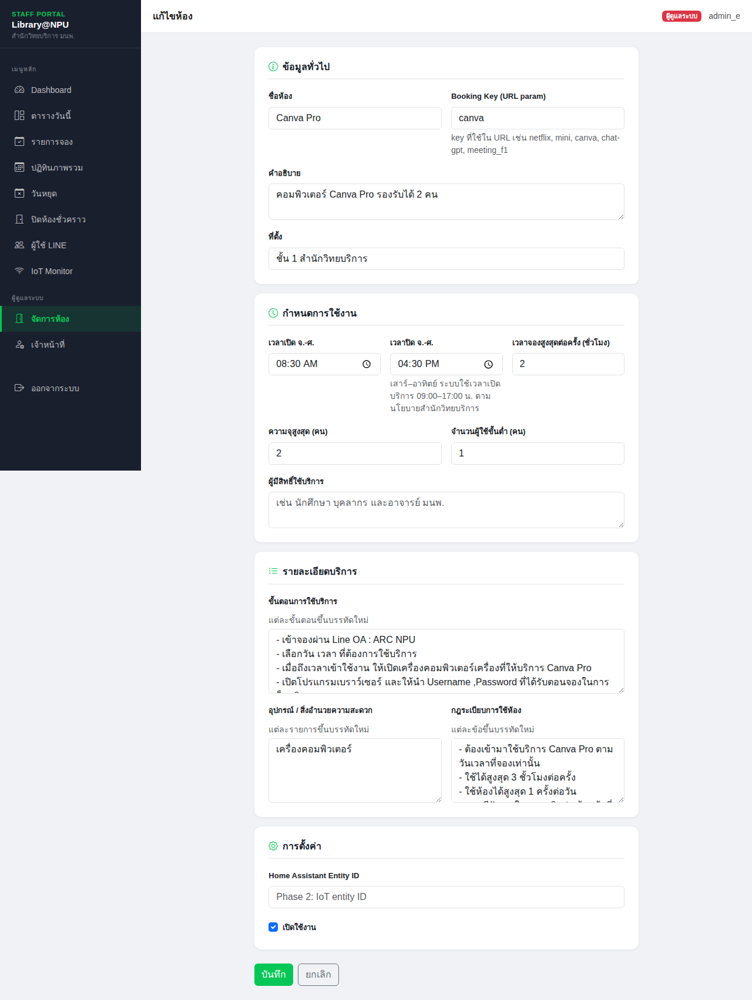 STAFF PORTAL
Library@NPU
สำนักวิทยบริการ มนพ.
เมนูหลัก
Dashboard
ตารางวันนี้
รายการจอง
ปฏิทินภาพรวม
วันหยุด
ปิดห้องชั่วคราว
ผู้ใช้ LINE
IoT Monitor
ผู้ดูแลระบบ
จัดการห้อง
เจ้าหน้าที่
ออกจากระบบ
แก้ไขห้อง
ผู้ดูแลระบบ admin_e
ข้อมูลทั่วไป
ชื่อห้อง
Canva Pro
Booking Key (URL param)
canva
key ที่ใช้ใน URL เช่น netflix, mini, canva, chat-
gpt, meeting_f1
คำอธิบาย
คอมพิวเตอร์ Canva Pro รองรับได้ 2 คน
ที่ตั้ง
ชั้น 1 สำนักวิทยบริการ
กำหนดการใช้งาน
เวลาเปิด จ.-ศ.
08:30 AM
เวลาปิด จ.-ศ.
04:30 PM
เสาร์–อาทิตย์ ระบบใช้เวลาเปิด
บริการ 09:00–17:00 น. ตาม
นโยบายสำนักวิทยบริการ
เวลาจองสูงสุดต่อครั้ง (ชั่วโมง)
2
ความจุสูงสุด (คน)
2
จำนวนผู้ใช้ขั้นต่ำ (คน)
1
ผู้มีสิทธิ์ใช้บริการ
เช่น นักศึกษา บุคลากร และอาจารย์ มนพ.
รายละเอียดบริการ
ขั้นตอนการใช้บริการ
แต่ละขั้นตอนขึ้นบรรทัดใหม่
- เข้าจองผ่าน Line OA : ARC NPU
- เลือกวัน เวลา ที่ต้องการใช้บริการ
- เมื่อถึงเวลาเข้าใช้งาน ให้เปิดเครื่องคอมพิวเตอร์เครื่องที่ให้บริการ Canva Pro
- เปิดโปรแกรมเบราว์เซอร์ และให้นำ Username ,Password ที่ได้รับตอนจองในการ
อุปกรณ์ / สิ่งอำนวยความสะดวก
แต่ละรายการขึ้นบรรทัดใหม่
เครื่องคอมพิวเตอร์
กฎระเบียบการใช้ห้อง
แต่ละข้อขึ้นบรรทัดใหม่
- ต้องเข้ามาใช้บริการ Canva Pro ตาม
วันเวลาที่จองเท่านั้น
- ใช้ได้สูงสุด 3 ชั้วโมงต่อครั้ง
- ใช้ห้องได้สูงสุด 1 ครั้งต่อวัน
การตั้งค่า
Home Assistant Entity ID
Phase 2: IoT entity ID
เปิดใช้งาน
บันทึก
ยกเลิก